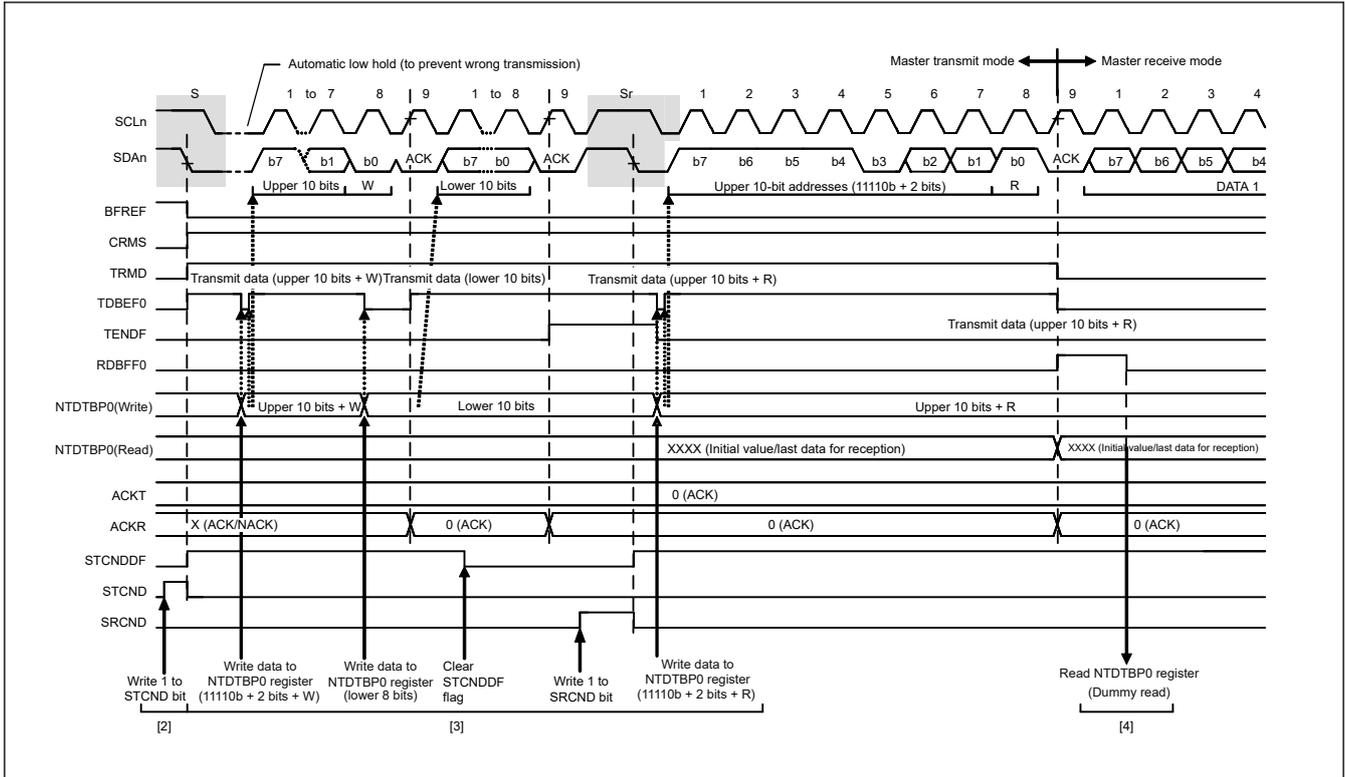 Master transmit mode Master receive mode
Automatic low hold (to prevent wrong transmission)
S 1 to 7 8 9 1 to 8 9 Sr 1 2 3 4 5 6 7 8 9 1 2 3 4
SCLn
SDAn b7 b1 b0 ACK b7 b0 ACK b7 b6 b5 b4 b3 b2 b1 b0 ACK b7 b6 b5 b4
Upper 10 bits W Lower 10 bits Upper 10-bit addresses (11110b + 2 bits) R DATA 1
BFREF
CRMS
TRMD
Transmit data (upper 10 bits + W) Transmit data (lower 10 bits) Transmit data (upper 10 bits + R)
TDBEF0
TENDF Transmit data (upper 10 bits + R)
RDBFF0
NTDTBP0(Write) Upper 10 bits + W Lower 10 bits Upper 10 bits + R
NTDTBP0(Read) XXXX (Initial value/last data for reception) XXXX (Initial value/last data for reception)
ACKT 0 (ACK)
ACKR X (ACK/NACK) 0 (ACK) 0 (ACK) 0 (ACK)
STCNDDF
STCND
SRCND
Write 1 to
STCND bit
Write data to
NTDTBP0 register
(11110b + 2 bits + W)
Write data to
NTDTBP0 register
(lower 8 bits)
Clear
STCNDDF
flag
Write 1 to
SRCND bit
Write data to
NTDTBP0 register
(11110b + 2 bits + R)
Read NTDTBP0 register
(Dummy read)
[2] [3] [4]